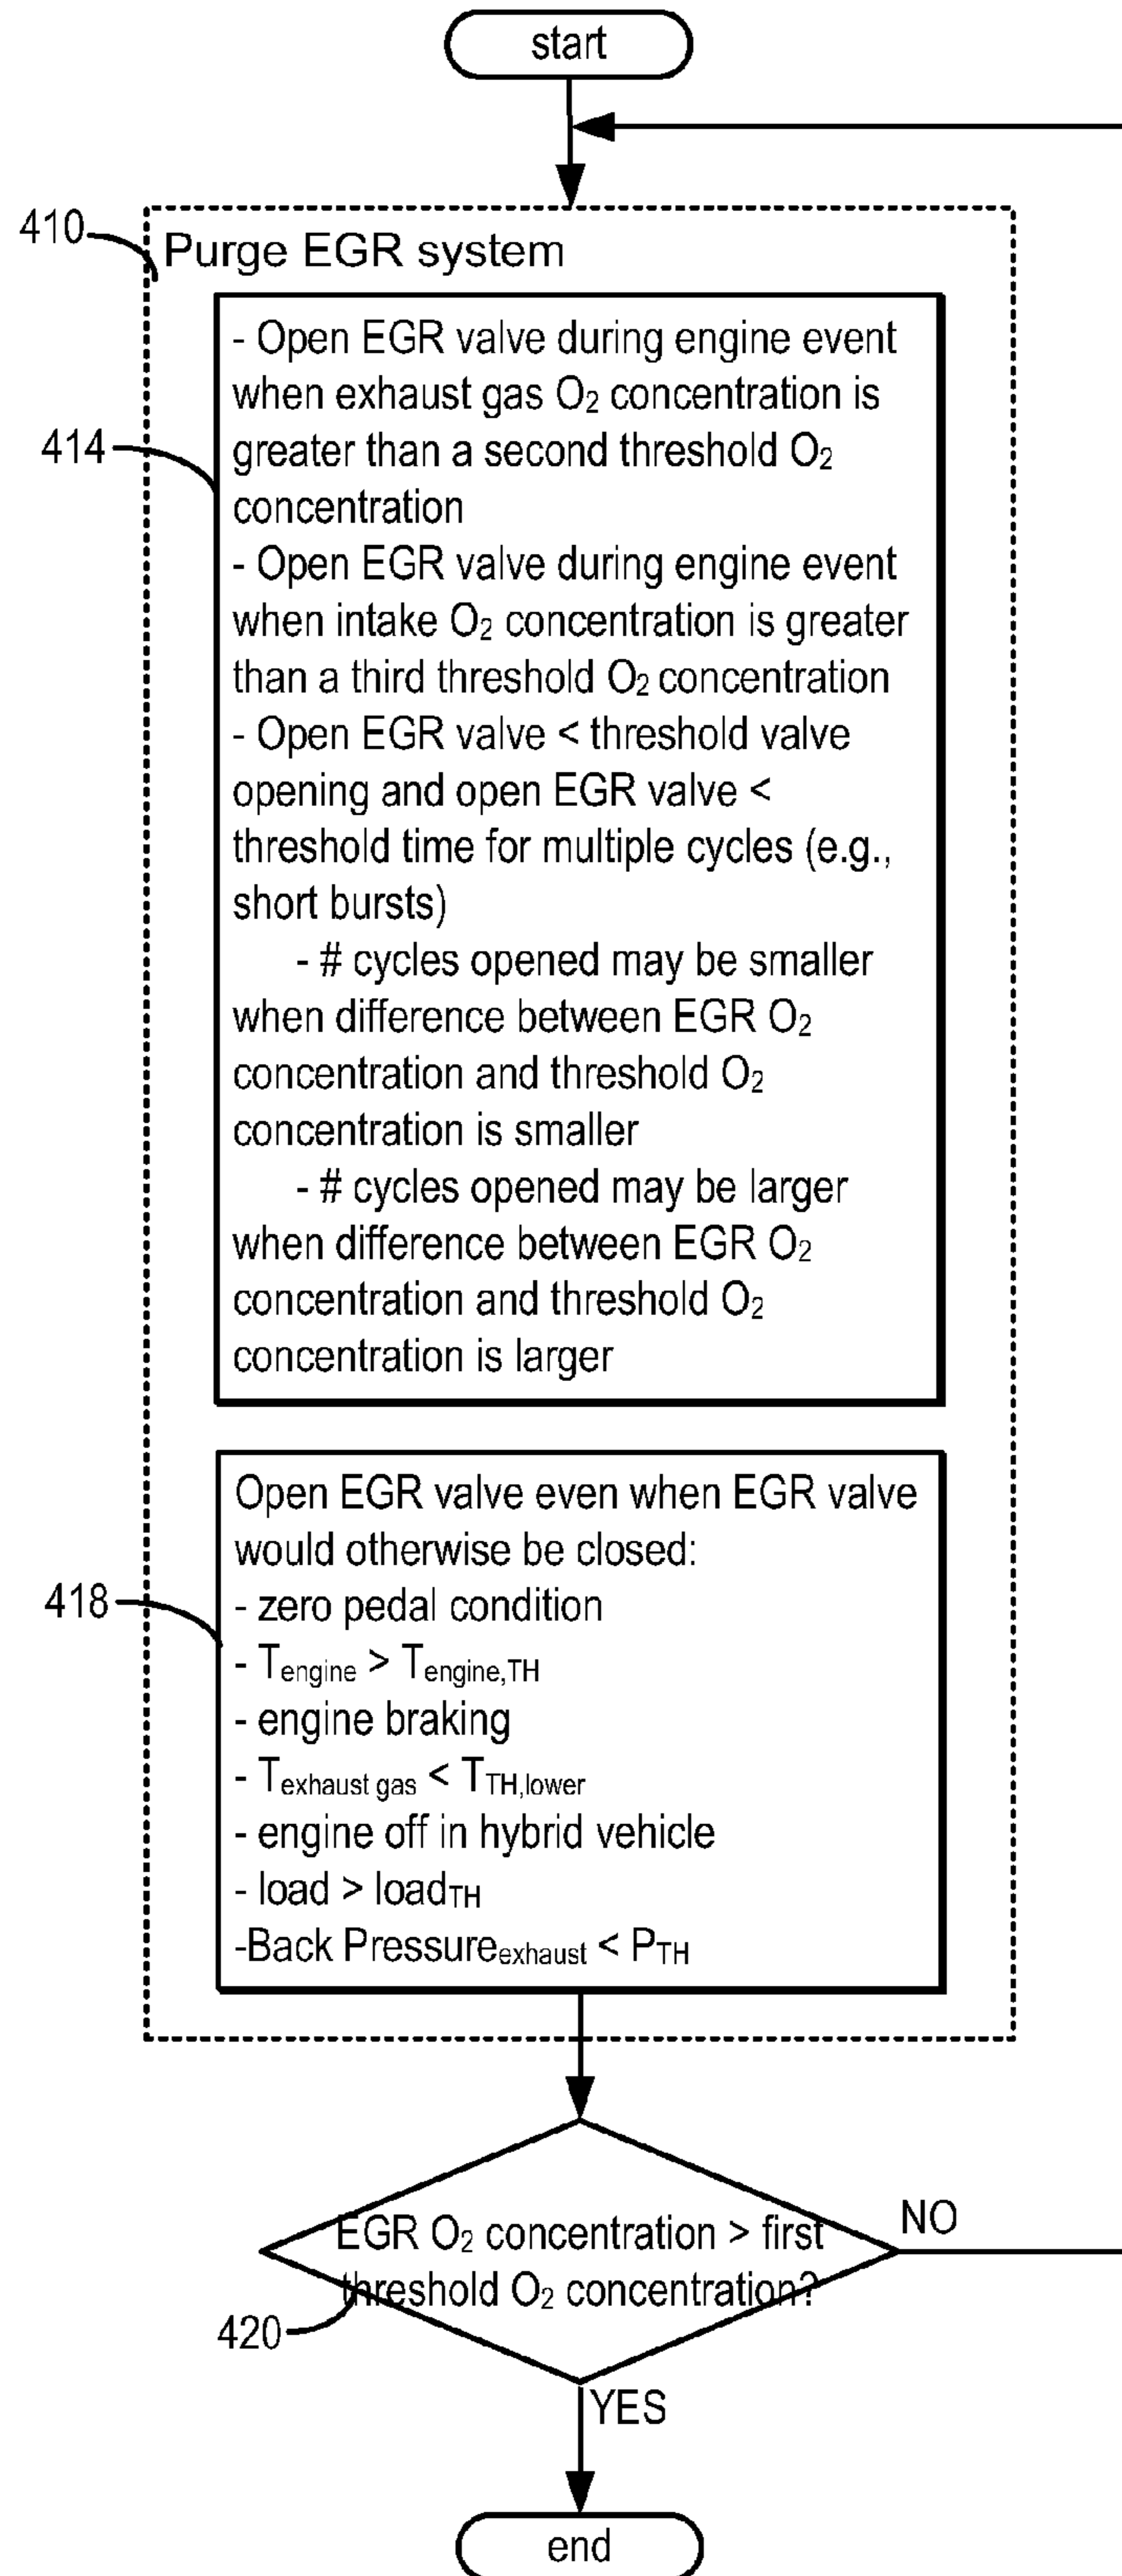 start
410
Purge EGR system
- Open EGR valve during engine event
when exhaust gas O₂ concentration is
414
greater than a second threshold O₂
concentration
- Open EGR valve during engine event
when intake O₂ concentration is greater
than a third threshold O₂ concentration
- Open EGR valve < threshold valve
opening and open EGR valve <
threshold time for multiple cycles (e.g.,
short bursts)
- # cycles opened may be smaller
when difference between EGR O₂
concentration and threshold O₂
concentration is smaller
- # cycles opened may be larger
when difference between EGR O₂
concentration and threshold O₂
concentration is larger
Open EGR valve even when EGR valve
would otherwise be closed:
418
- zero pedal condition
- Tengine > Tengine,TH
- engine braking
- Texhaust gas < TTH,lower
- engine off in hybrid vehicle
- load > loadTH
-Back Pressureexhaust < PTH
NO
EGR O₂ concentration > first
threshold O₂ concentration?
420
YES
end